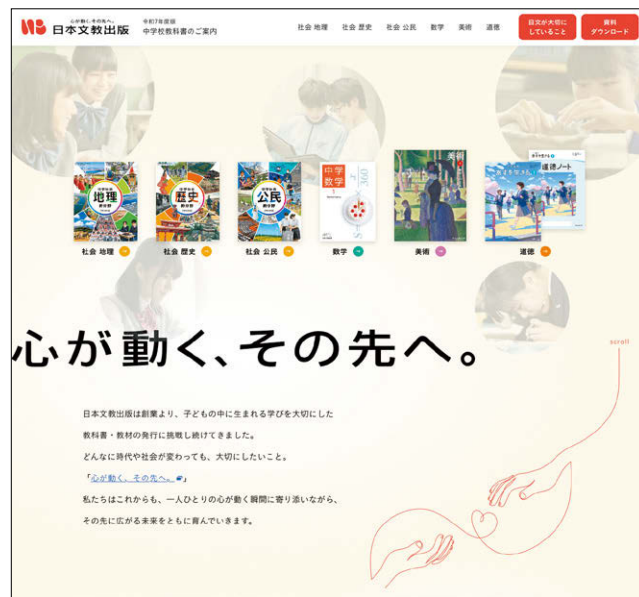 心が動く、その先へ。
日本文教出版
令和7年度版
中学校教科書のご案内
社会 地理
社会 歴史
社会 公民
数学
美術
道徳
日文が大切に
していること
資料
ダウンロード
地理
歴史
公民
中学
数学
1
美術
道徳ノート
社会 地理
社会 歴史
社会 公民
数学
美術
道徳
心が動く、その先へ。
scroll
日本文教出版は創業より、子どもの中に生まれる学びを大切にした
教科書・教材の発行に挑戦し続けてきました。
どんなに時代や社会が変わっても、大切にしたいこと。
「心が動く、その先へ。」
私たちはこれからも、一人ひとりの心が動く瞬間に寄り添いながら、
その先に広がる未来をともに育んでいきます。